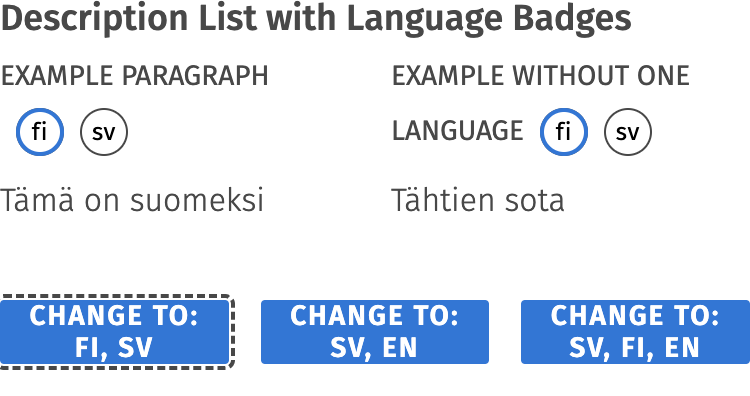 Description List with Language Badges
EXAMPLE PARAGRAPH
fi sv
Tämä on suomeksi
EXAMPLE WITHOUT ONE
LANGUAGE fi sv
Tähtien sota
CHANGE TO:
FI, SV
CHANGE TO:
SV, EN
CHANGE TO:
SV, FI, EN